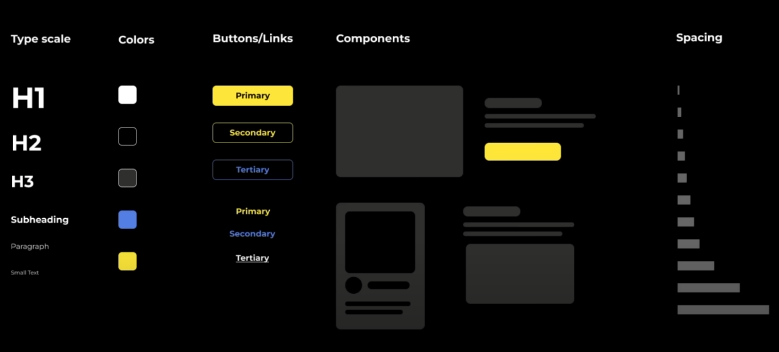 Type scale
Colors
Buttons/Links
Components
Spacing
H1
H2
H3
Subheading
Paragraph
Small Text
Primary
Secondary
Tertiary
Primary
Secondary
Tertiary